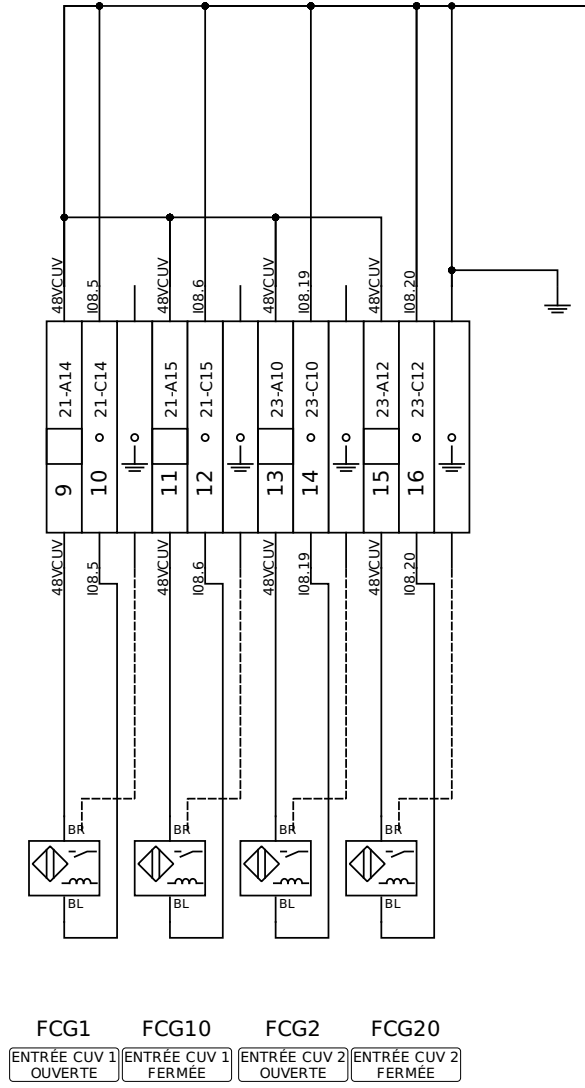 48VCUV
I08.5
48VCUV
I08.6
48VCUV
I08.19
48VCUV
I08.20
21-A14
21-C14
21-A15
21-C15
23-A10
23-C10
23-A12
23-C12
9
10
11
12
13
14
15
16
48VCUV
I08.5
48VCUV
I08.6
48VCUV
I08.19
48VCUV
I08.20
BR
BR
BR
BR
BL
BL
BL
BL
FCG1
FCG10
FCG2
FCG20
ENTRÉE CUV 1
OUVERTE
ENTRÉE CUV 1
FERMÉE
ENTRÉE CUV 2
OUVERTE
ENTRÉE CUV 2
FERMÉE